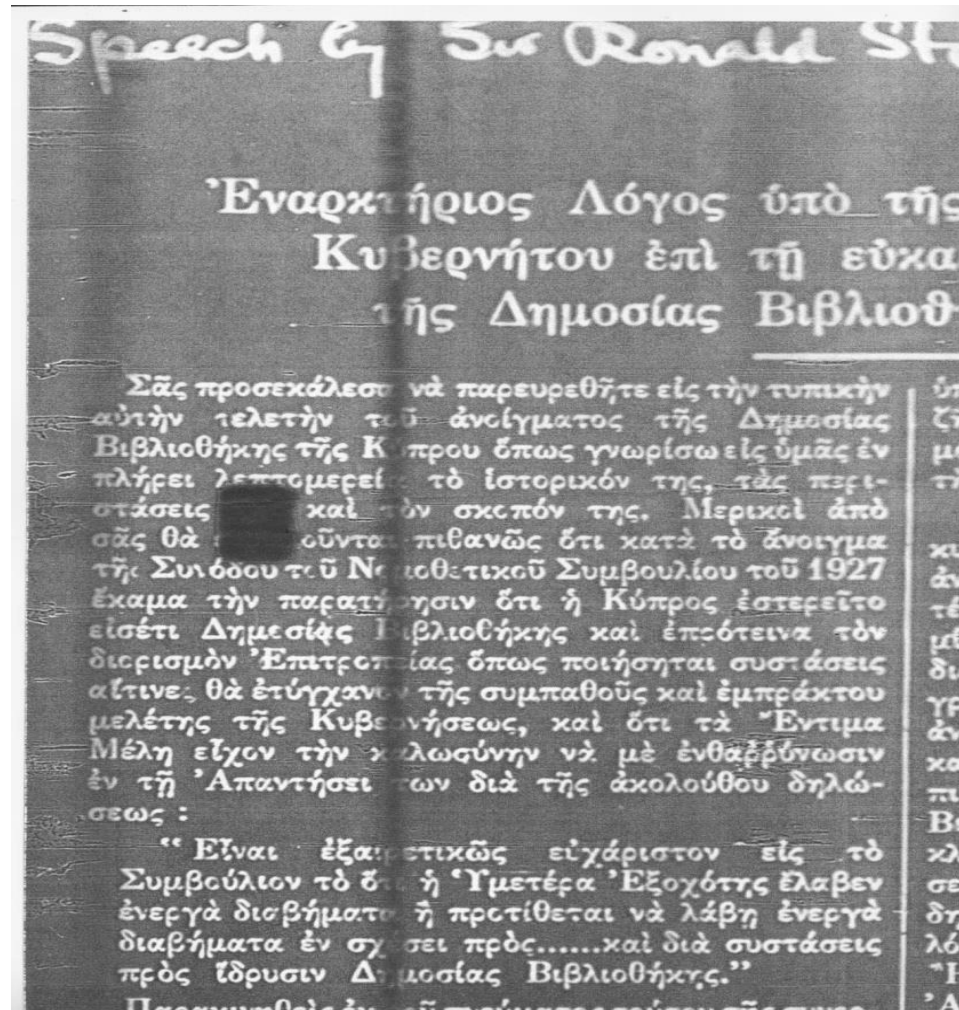 Speech by Sir Ronald
Ἐναρκτήριος Λόγος ὑπὸ τῆς
Κυβερνήτου ἐπὶ τῇ
τῆς Δημοσίας
Σᾶς προσεκάλεσα νὰ παρευρεθῆτε εἰς τὴν τυπικὴν
αὐτὴν τελετὴν τοῦ ἀνοίγματος τῆς Δημοσίας
Βιβλιοθήκης τῆς Κύπρου ὅπως γνωρίσω εἰς ὑμᾶς ἐν
πλήρει λεπτομερείᾳ τὸ ἱστορικόν της, τὰς περι-
στάσεις καὶ τὸν σκοπόν της. Μερικοὶ ἀπὸ
σᾶς θὰ πιθανῶς ὅτι κατὰ τὸ ἄνοιγμα
τῆς Συνόδου τοῦ Νομοθετικοῦ Συμβουλίου τοῦ 1927
ἔκαμα τὴν παρατήρησιν ὅτι ἡ Κύπρος ἐστερεῖτο
εἰσέτι Δημοσίας Βιβλιοθήκης καὶ ἐπρότεινα τὸν
διορισμὸν Ἐπιτροπείας ὅπως ποιήσηται συστάσεις
αἵτινες θὰ ἐτύγχανον τῆς συμπαθοῦς καὶ ἐμπράκτου
μελέτης τῆς Κυβερνήσεως, καὶ ὅτι τὰ Ἔντιμα
Μέλη εἶχον τὴν καλωσύνην νὰ μὲ ἐνθαρρύνωσιν
ἐν τῇ Ἀπαντήσει των διὰ τῆς ἀκολούθου δηλώ-
σεως :
“ Εἶναι ἐξαιρετικῶς εὐχάριστον εἰς τὸ
Συμβούλιον τὸ ὅτι ἡ Ὑμετέρα Ἐξοχότης ἔλαβεν
ἐνεργὰ διαβήματα ἢ προτίθεται νὰ λάβῃ ἐνεργὰ
διαβήματα ἐν σχέσει πρὸς......καὶ διὰ συστάσεις
πρὸς ἵδρυσιν Δημοσίας Βιβλιοθήκης.”